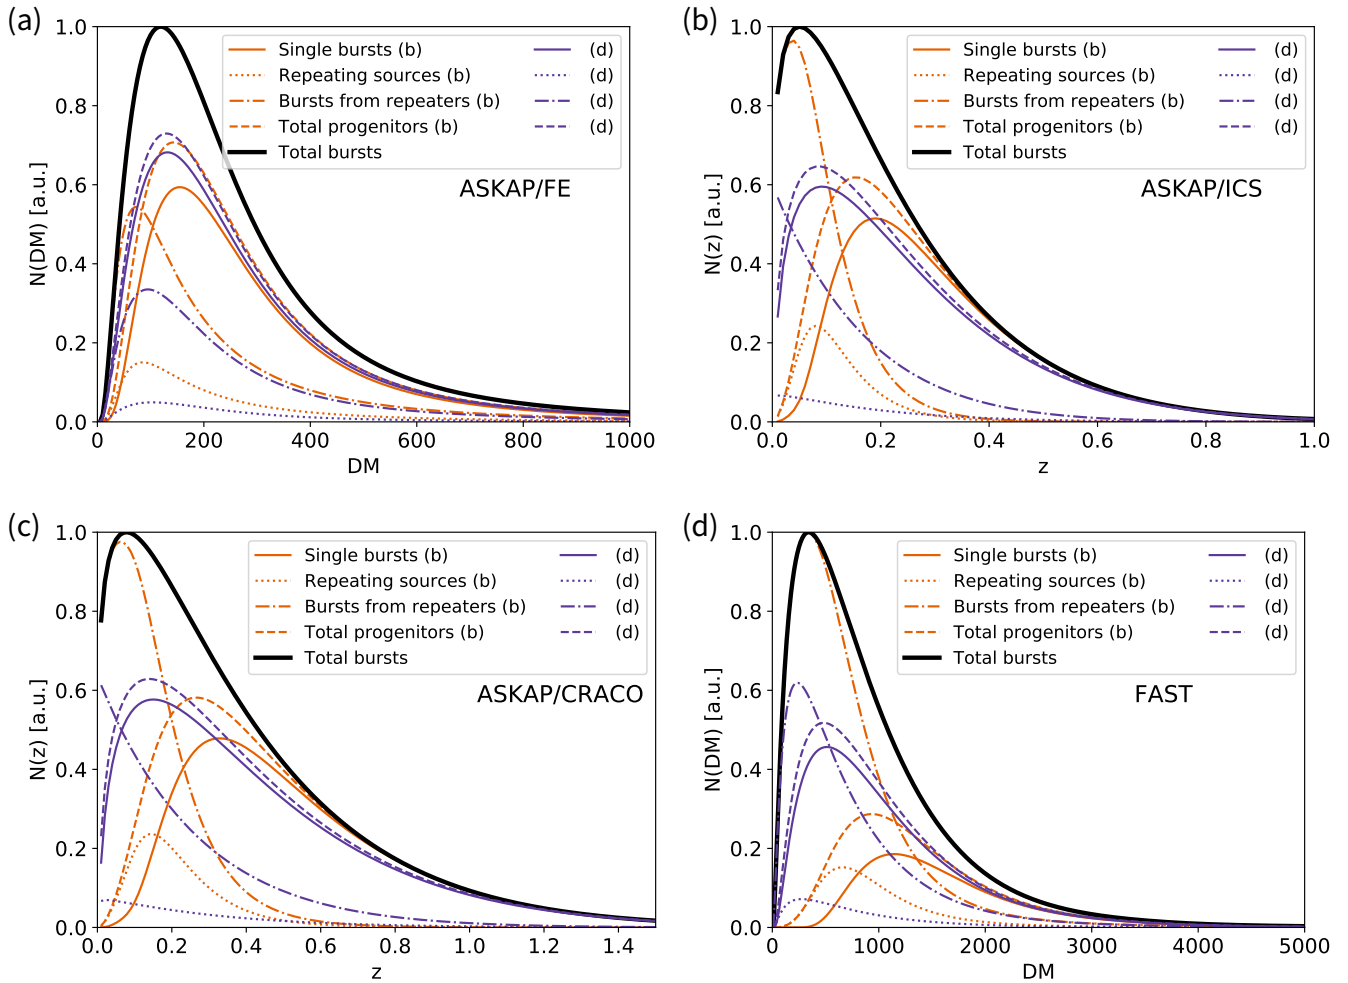 (a)
1.0
0.8
0.6
0.4
0.2
0.0
N(DM) [a.u.]
Single bursts (b) (d)
Repeating sources (b) (d)
Bursts from repeaters (b) (d)
Total progenitors (b) (d)
Total bursts
ASKAP/FE
0 200 400 600 800 1000
DM
(b)
1.0
0.8
0.6
0.4
0.2
0.0
N(z) [a.u.]
Single bursts (b) (d)
Repeating sources (b) (d)
Bursts from repeaters (b) (d)
Total progenitors (b) (d)
Total bursts
ASKAP/ICS
0.0 0.2 0.4 0.6 0.8 1.0
z
(c)
1.0
0.8
0.6
0.4
0.2
0.0
N(z) [a.u.]
Single bursts (b) (d)
Repeating sources (b) (d)
Bursts from repeaters (b) (d)
Total progenitors (b) (d)
Total bursts
ASKAP/CRACO
0.0 0.2 0.4 0.6 0.8 1.0 1.2 1.4
z
(d)
1.0
0.8
0.6
0.4
0.2
0.0
N(DM) [a.u.]
Single bursts (b) (d)
Repeating sources (b) (d)
Bursts from repeaters (b) (d)
Total progenitors (b) (d)
Total bursts
FAST
0 1000 2000 3000 4000 5000
DM